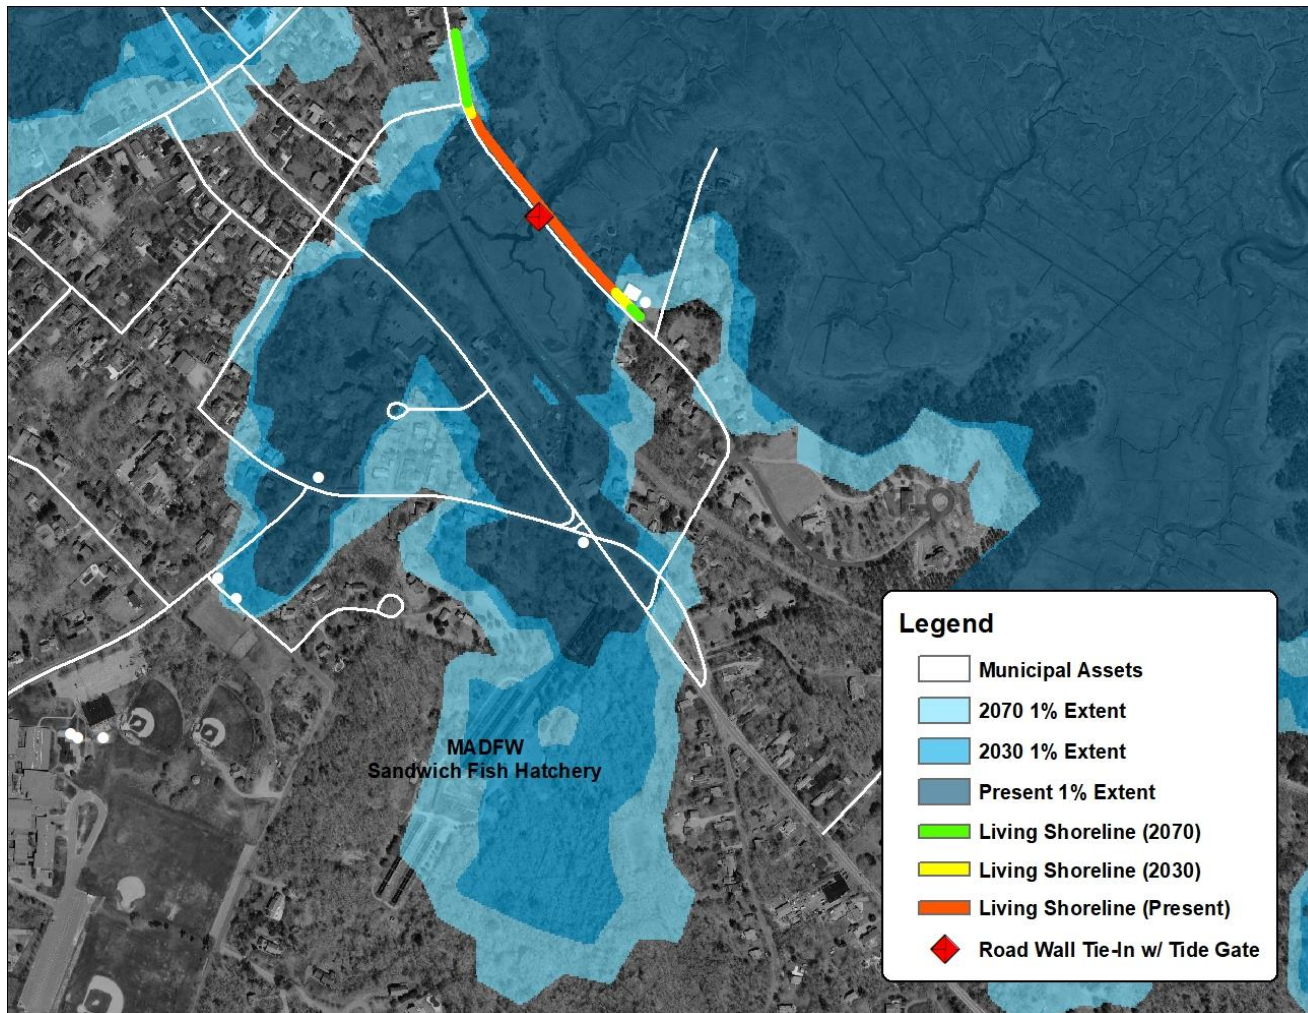 MADFW
Sandwich Fish Hatchery
Legend
Municipal Assets
2070 1% Extent
2030 1% Extent
Present 1% Extent
Living Shoreline (2070)
Living Shoreline (2030)
Living Shoreline (Present)
Road Wall Tie-In w/ Tide Gate